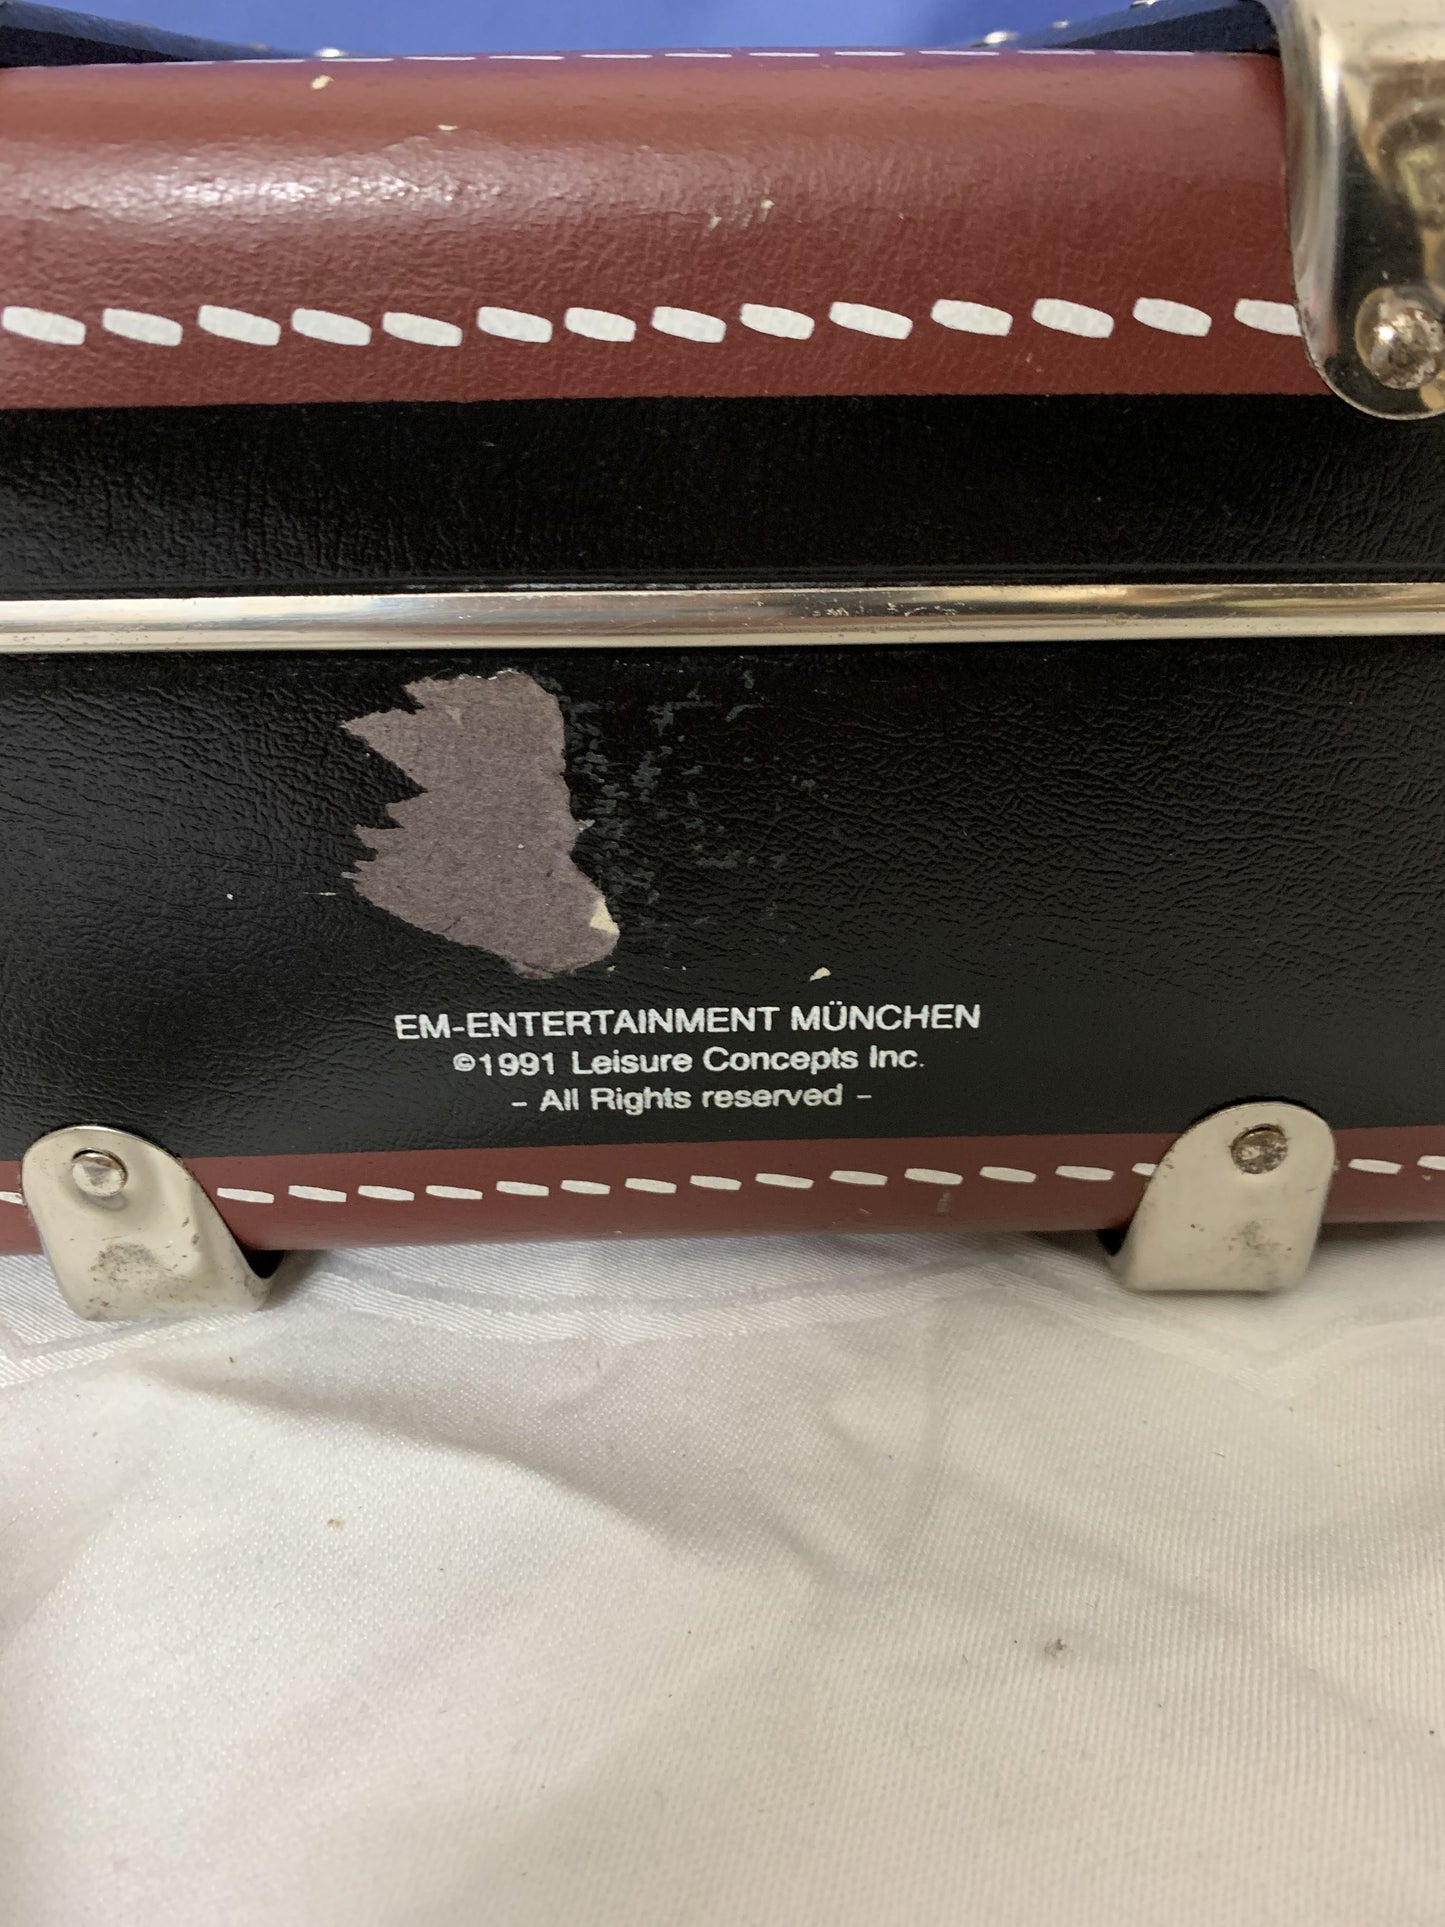 EM-ENTERTAINMENT MÜNCHEN
©1991 Leisure Concepts Inc.
- All Rights reserved -